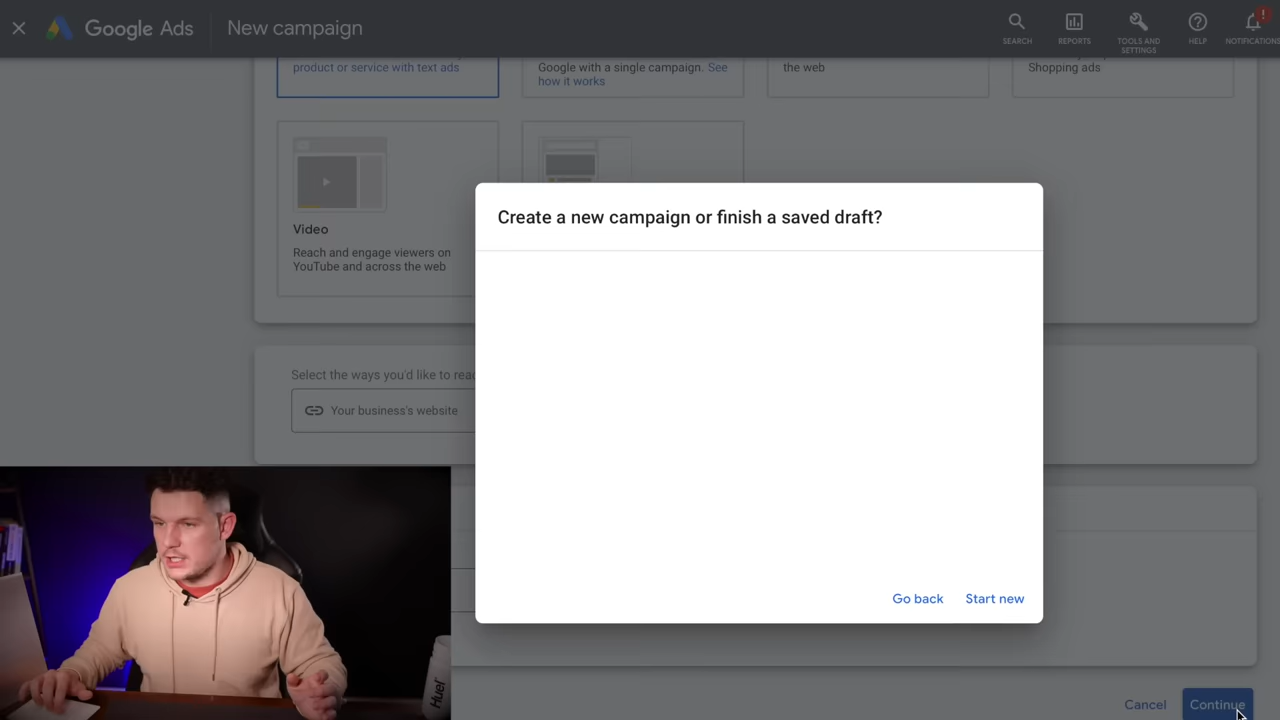 Google Ads
New campaign
SEARCH
REPORTS
TOOLS AND
SETTINGS
HELP
NOTIFICATIONS
!
product or service with text ads
Google with a single campaign. See
how it works
the web
Shopping ads
Video
Reach and engage viewers on
YouTube and across the web
Create a new campaign or finish a saved draft?
Select the ways you'd like to reac
Your business's website
Go back
Start new
Huel
Cancel
Continue